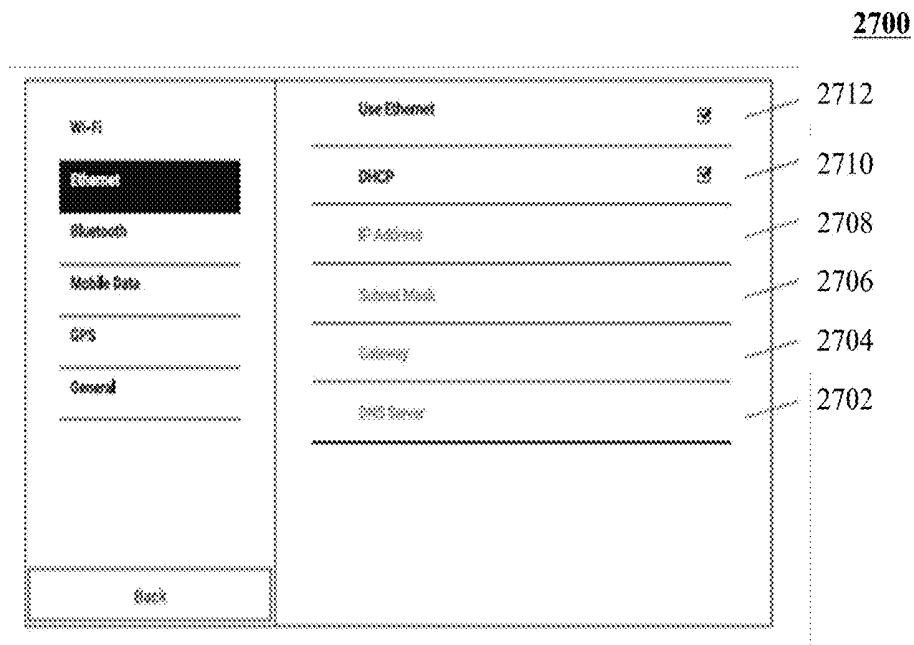 2700
Wi-Fi
Ethernet
Bluetooth
Mobile Data
GPS
General
Back
Use Ethernet
2712
DHCP
2710
IP Address
2708
Subnet Mask
2706
Gateway
2704
DNS Server
2702